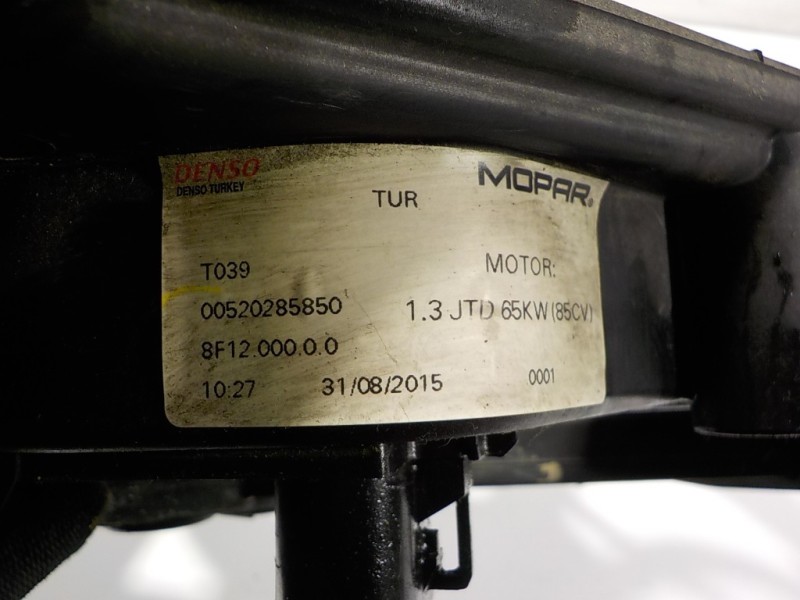 DENSO
DENSO TURKEY
TUR
MOPAR®
T039
MOTOR:
00520285850
1.3 JTD 65KW (85CV)
8F12.000.0.0
10:27 31/08/2015 0001